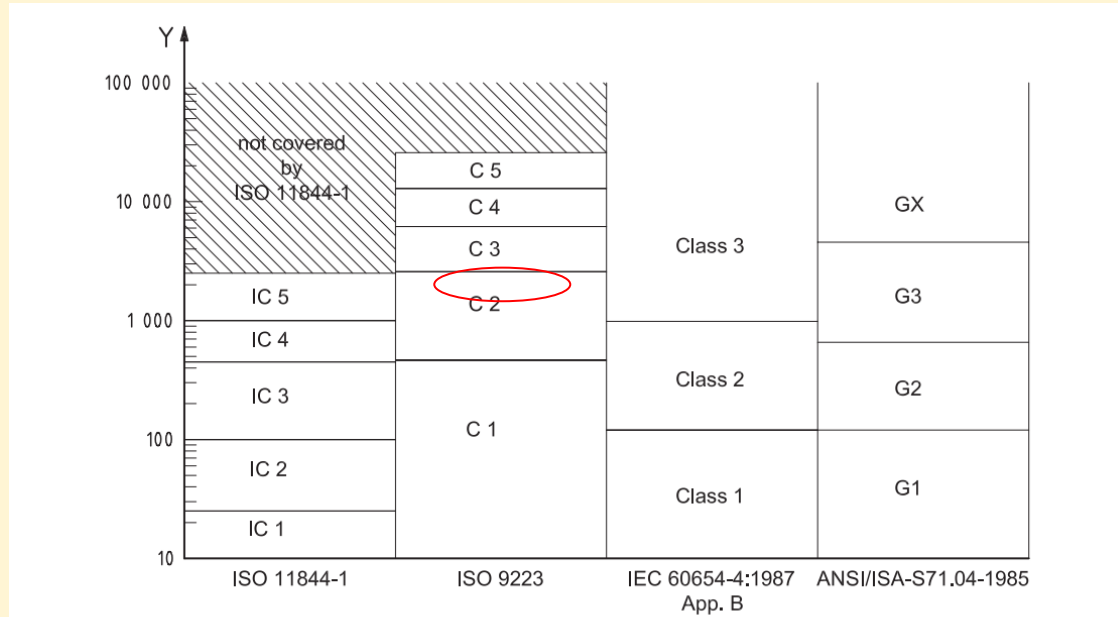 Y
100 000
10 000
1 000
100
10
not covered
by
ISO 11844-1
IC 5
IC 4
IC 3
IC 2
IC 1
C 5
C 4
C 3
C 2
C 1
Class 3
Class 2
Class 1
GX
G3
G2
G1
ISO 11844-1
ISO 9223
IEC 60654-4:1987
App. B
ANSI/ISA-S71.04-1985